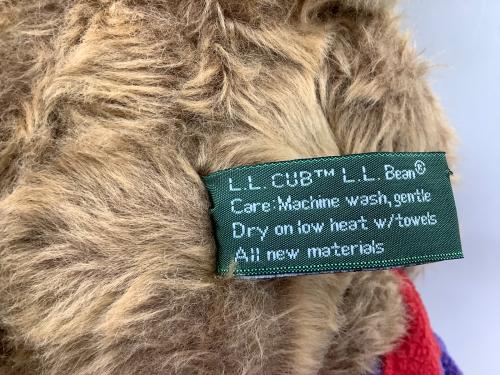 L.L. CUB™ L.L. Bean®
Care:Machine wash, gentle
Dry on low heat w/towels
All new materials